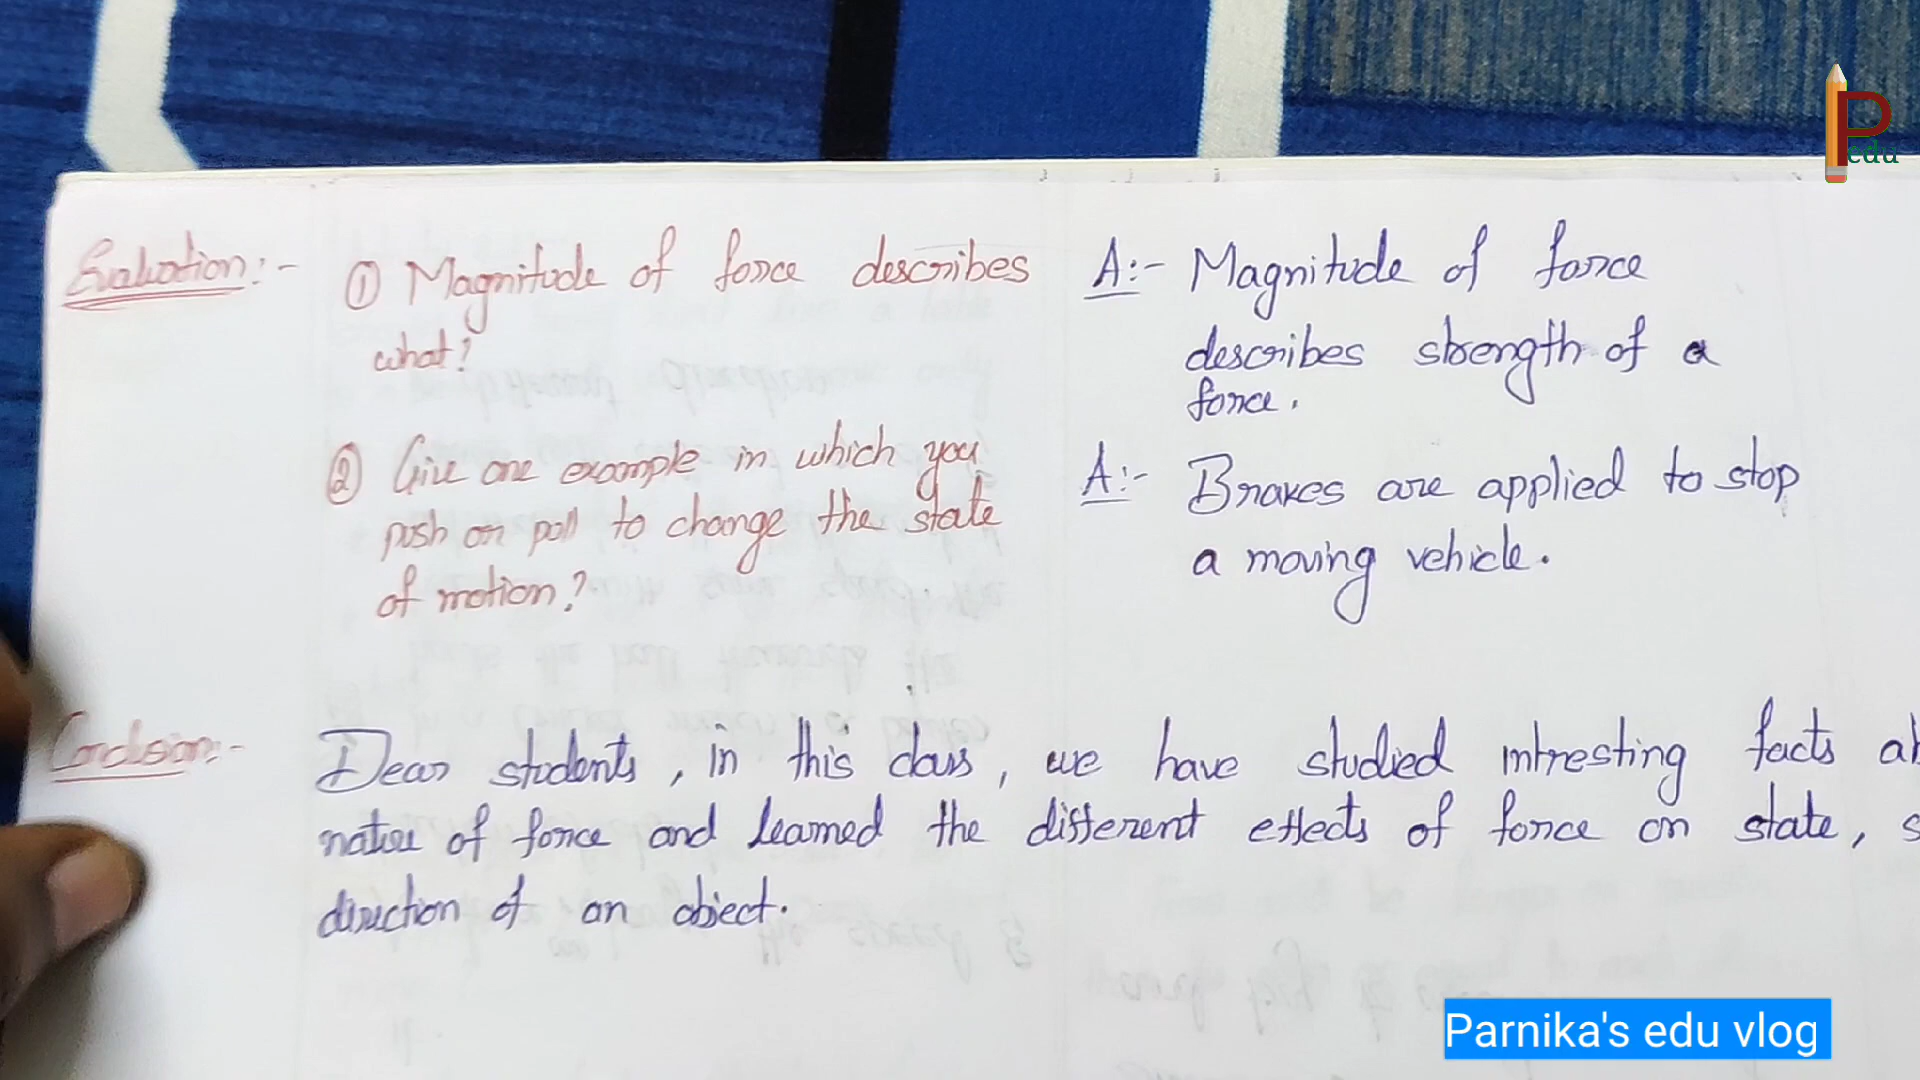 P
edu
Evaluation:- ① Magnitude of force describes
what?
A:- Magnitude of force
describes strength of a
force.
② Give one example in which you
push or pull to change the state
of motion?
A:- Brakes are applied to stop
a moving vehicle.
Conclusion:- Dear students, in this class, we have studied intresting facts ab
nature of force and learned the different effects of force on state, s
direction of an object.
Parnika's edu vlog